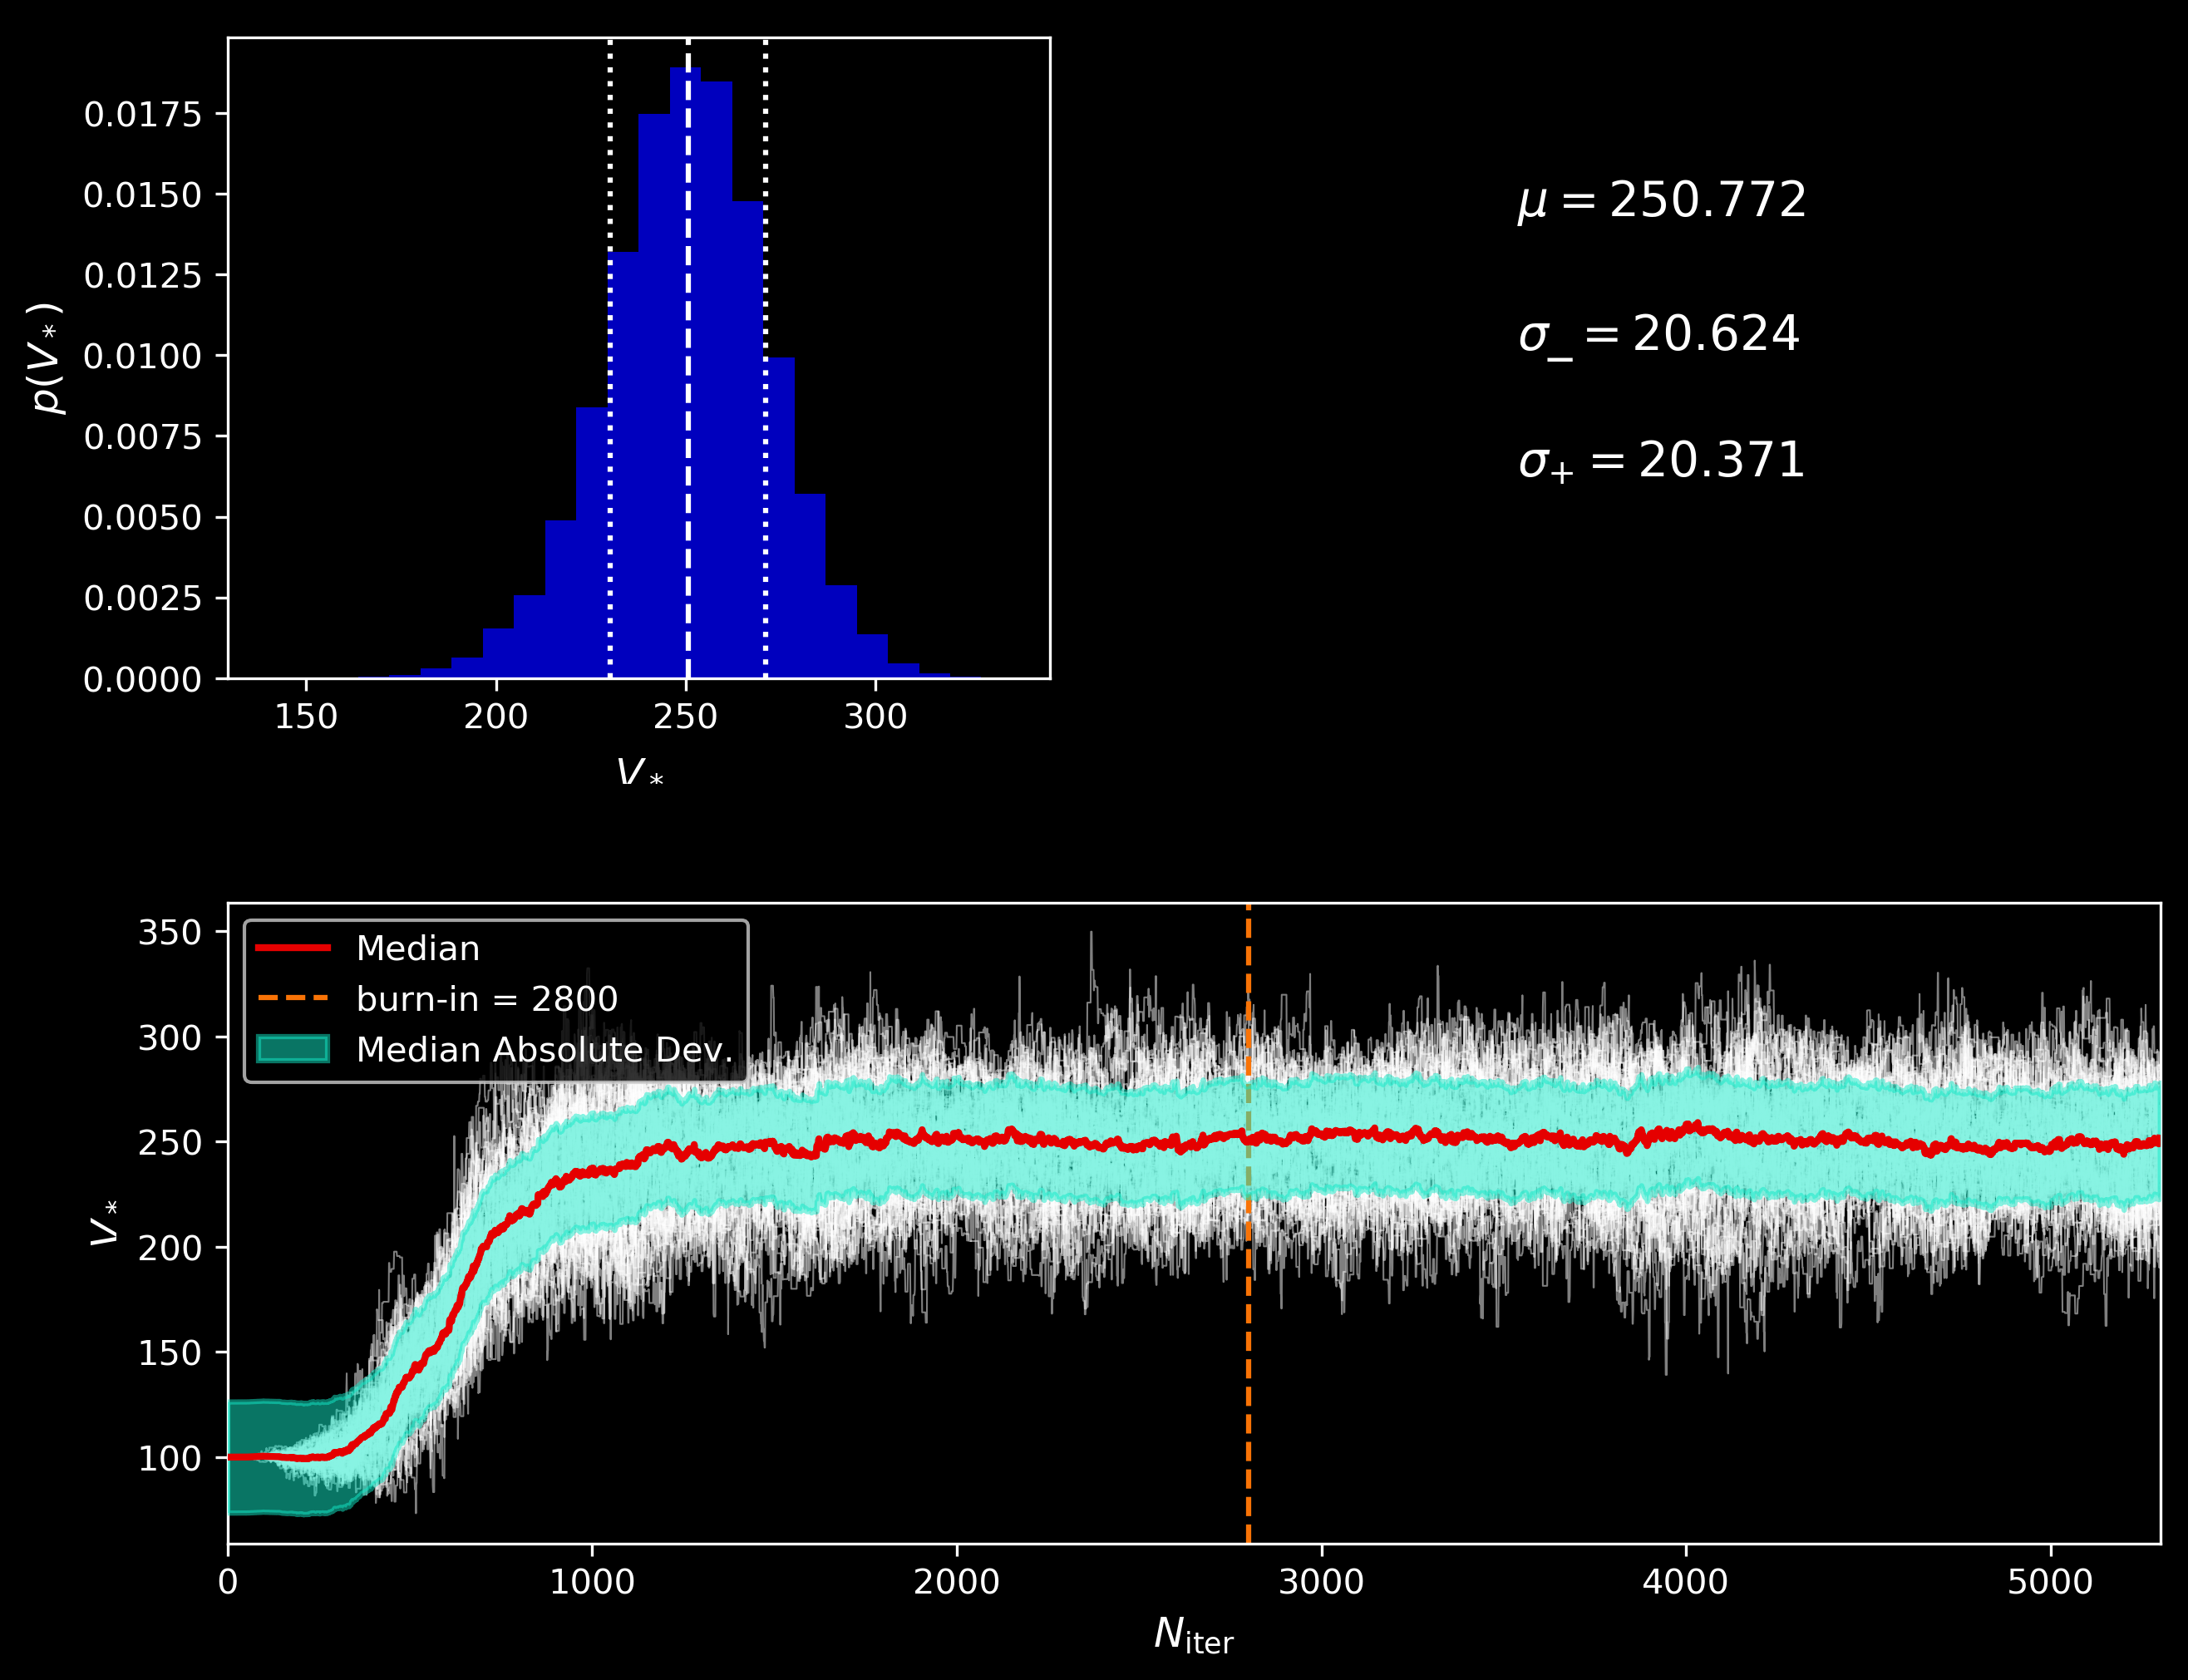 0.0175
0.0150
0.0125
0.0100
0.0075
0.0050
0.0025
0.0000
p(V*)
150 200 250 300
V*
μ = 250.772
σ_ = 20.624
σ+ = 20.371
350
300
250
200
150
100
V*
Median
burn-in = 2800
Median Absolute Dev.
0 1000 2000 3000 4000 5000
Niter